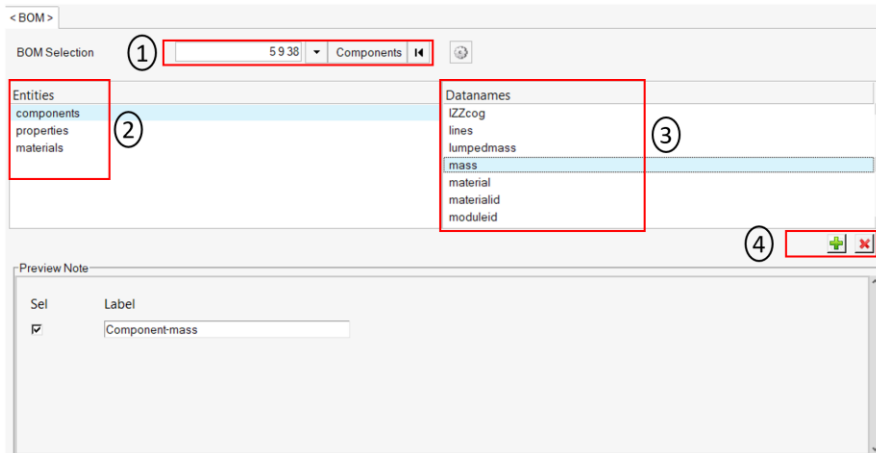 < BOM >
BOM Selection
1
5 9 38
Components
Entities
components
properties
materials
2
Datanames
IZZcog
lines
lumpedmass
mass
material
materialid
moduleid
3
4
Preview Note
Sel
Label
Component-mass